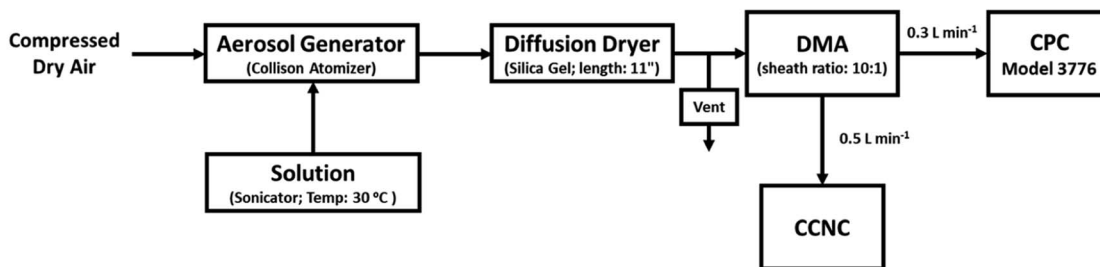 Compressed
Dry Air
Aerosol Generator
(Collison Atomizer)
Solution
(Sonicator; Temp: 30 ºC )
Diffusion Dryer
(Silica Gel; length: 11")
Vent
DMA
(sheath ratio: 10:1)
0.3 L min⁻¹
CPC
Model 3776
0.5 L min⁻¹
CCNC